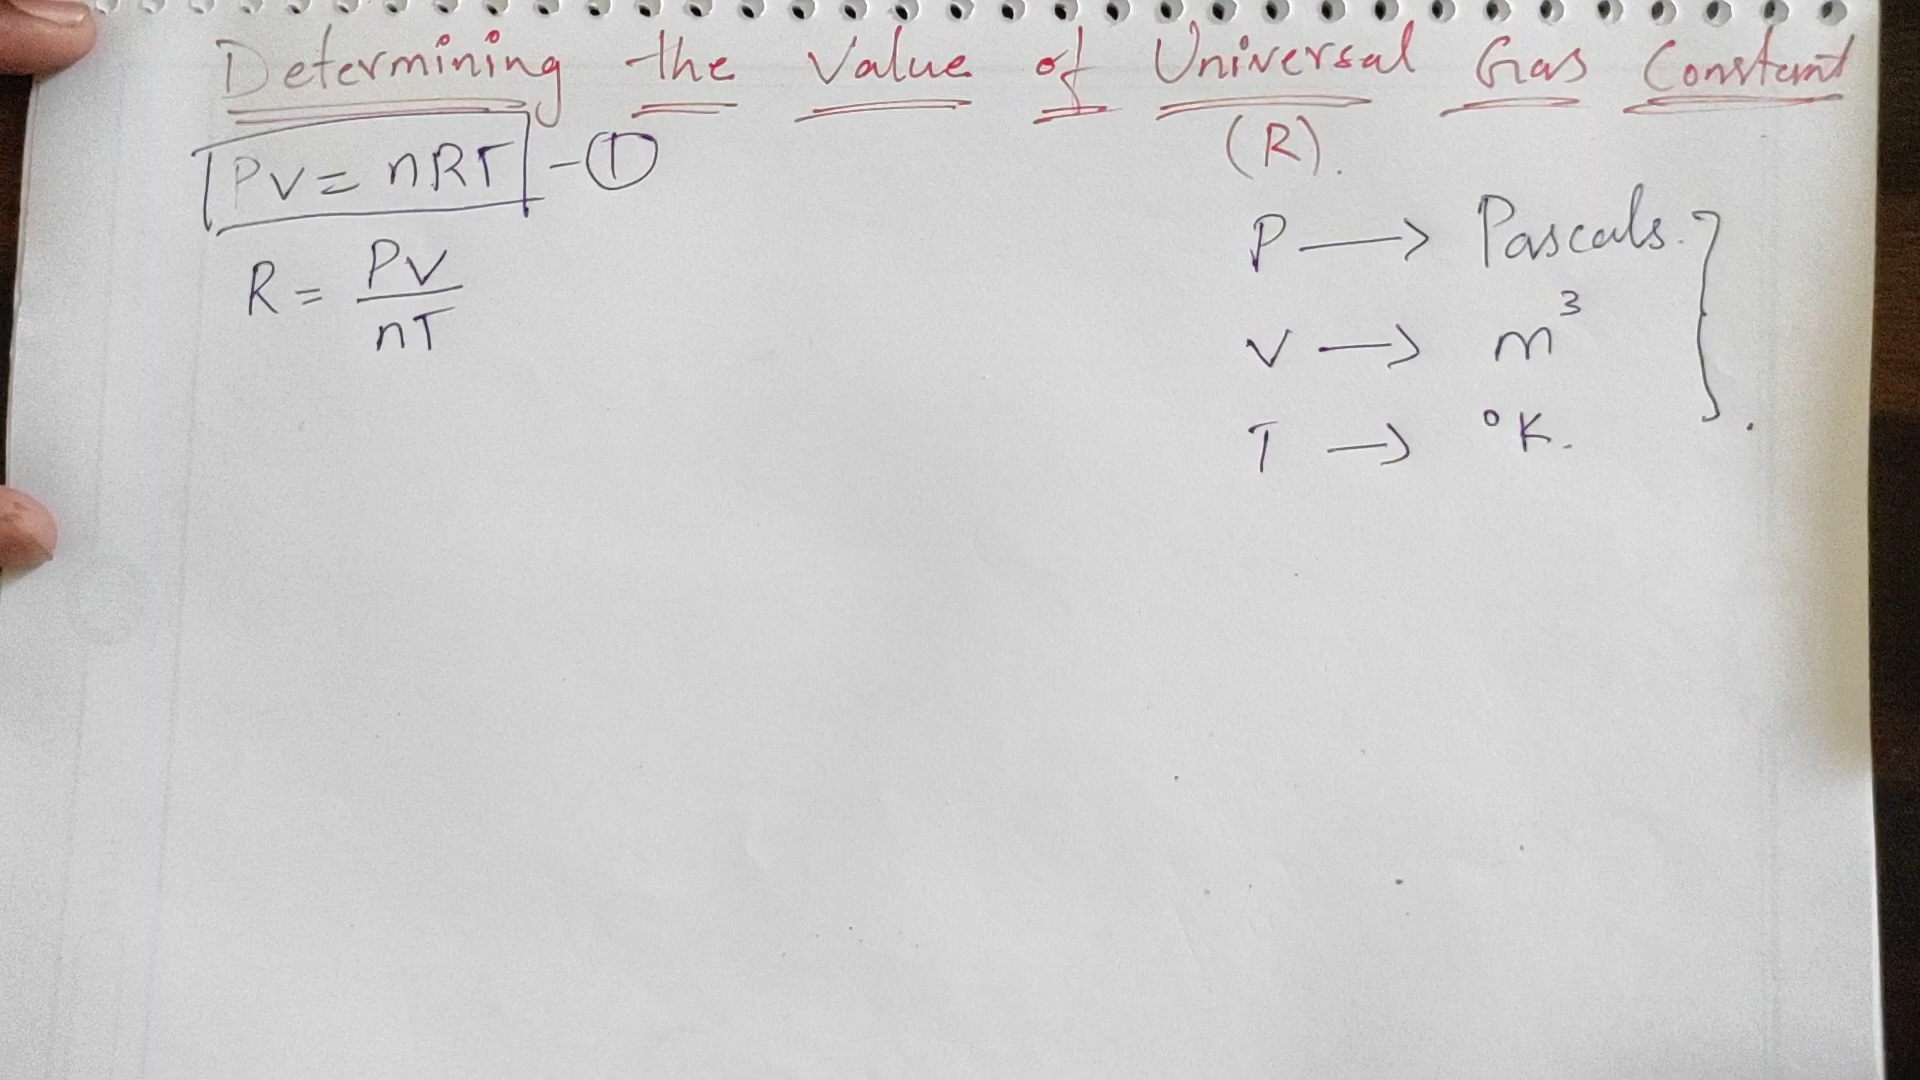 Determining the Value of Universal Gas Constant
(R).
PV = nRT - ①
R = PV / nT
P → Pascals.
V → m³
T → °K.